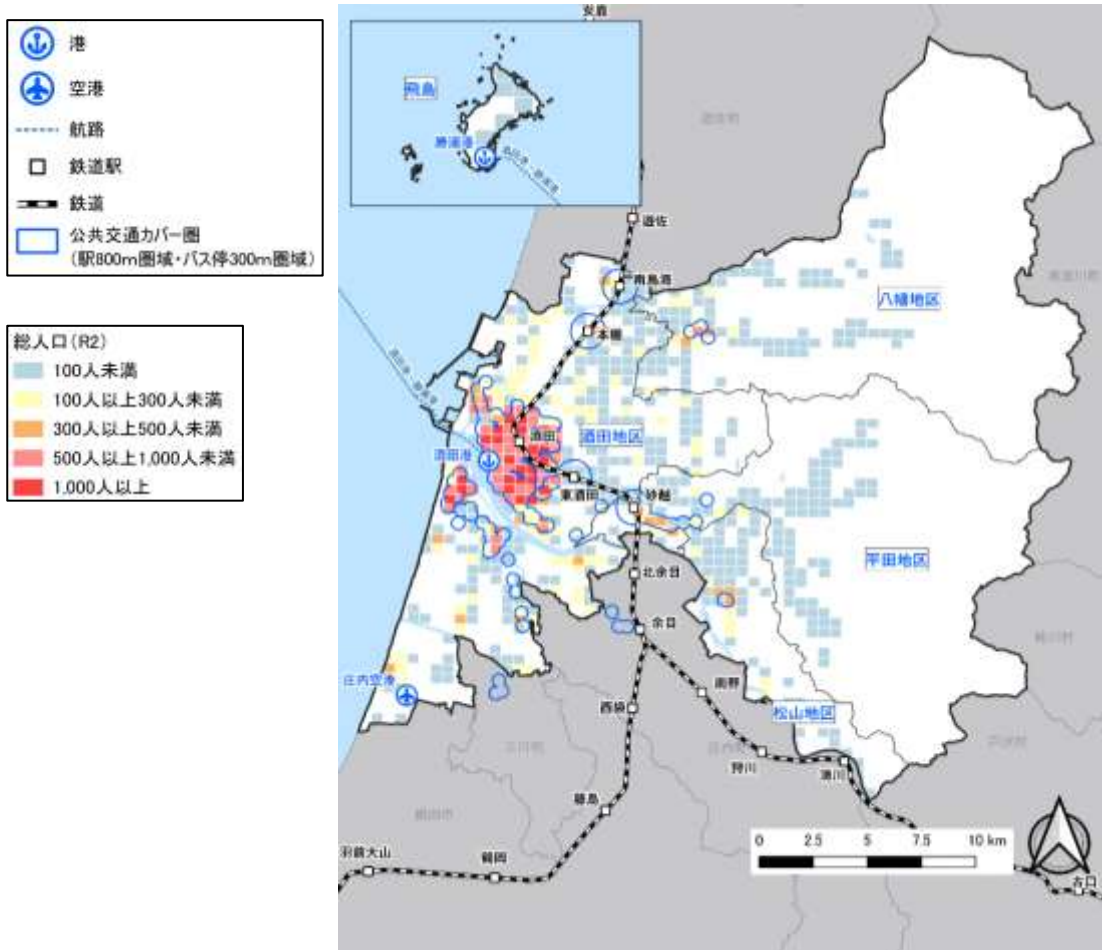 港
空港
航路
鉄道駅
鉄道
公共交通カバー圏
(駅800m圏域・バス停300m圏域)
総人口(R2)
100人未満
100人以上300人未満
300人以上500人未満
500人以上1,000人未満
1,000人以上
飛島
勝浦港
遊佐
南鳥海
八幡地区
本楯
酒田
酒田地区
酒田港
東酒田
砂越
平田地区
北余目
余目
庄内空港
南野
西袋
松山地区
狩川
清川
藤島
0 2.5 5 7.5 10 km
羽前大山
鶴岡
古口